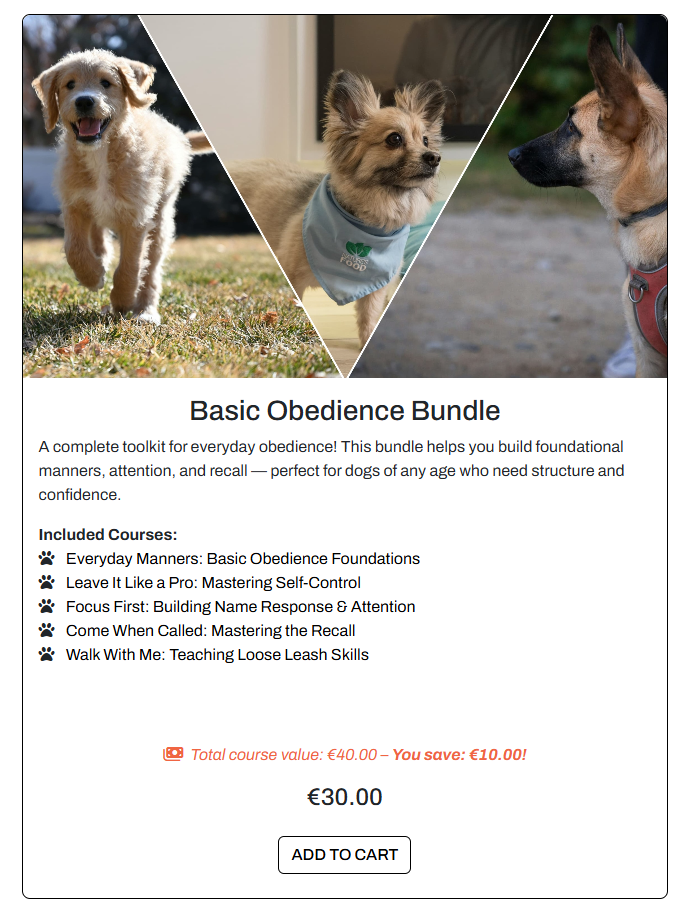 FOOD
Basic Obedience Bundle
A complete toolkit for everyday obedience! This bundle helps you build foundational
manners, attention, and recall — perfect for dogs of any age who need structure and
confidence.
Included Courses:
Everyday Manners: Basic Obedience Foundations
Leave It Like a Pro: Mastering Self-Control
Focus First: Building Name Response & Attention
Come When Called: Mastering the Recall
Walk With Me: Teaching Loose Leash Skills
Total course value: €40.00 – You save: €10.00!
€30.00
ADD TO CART